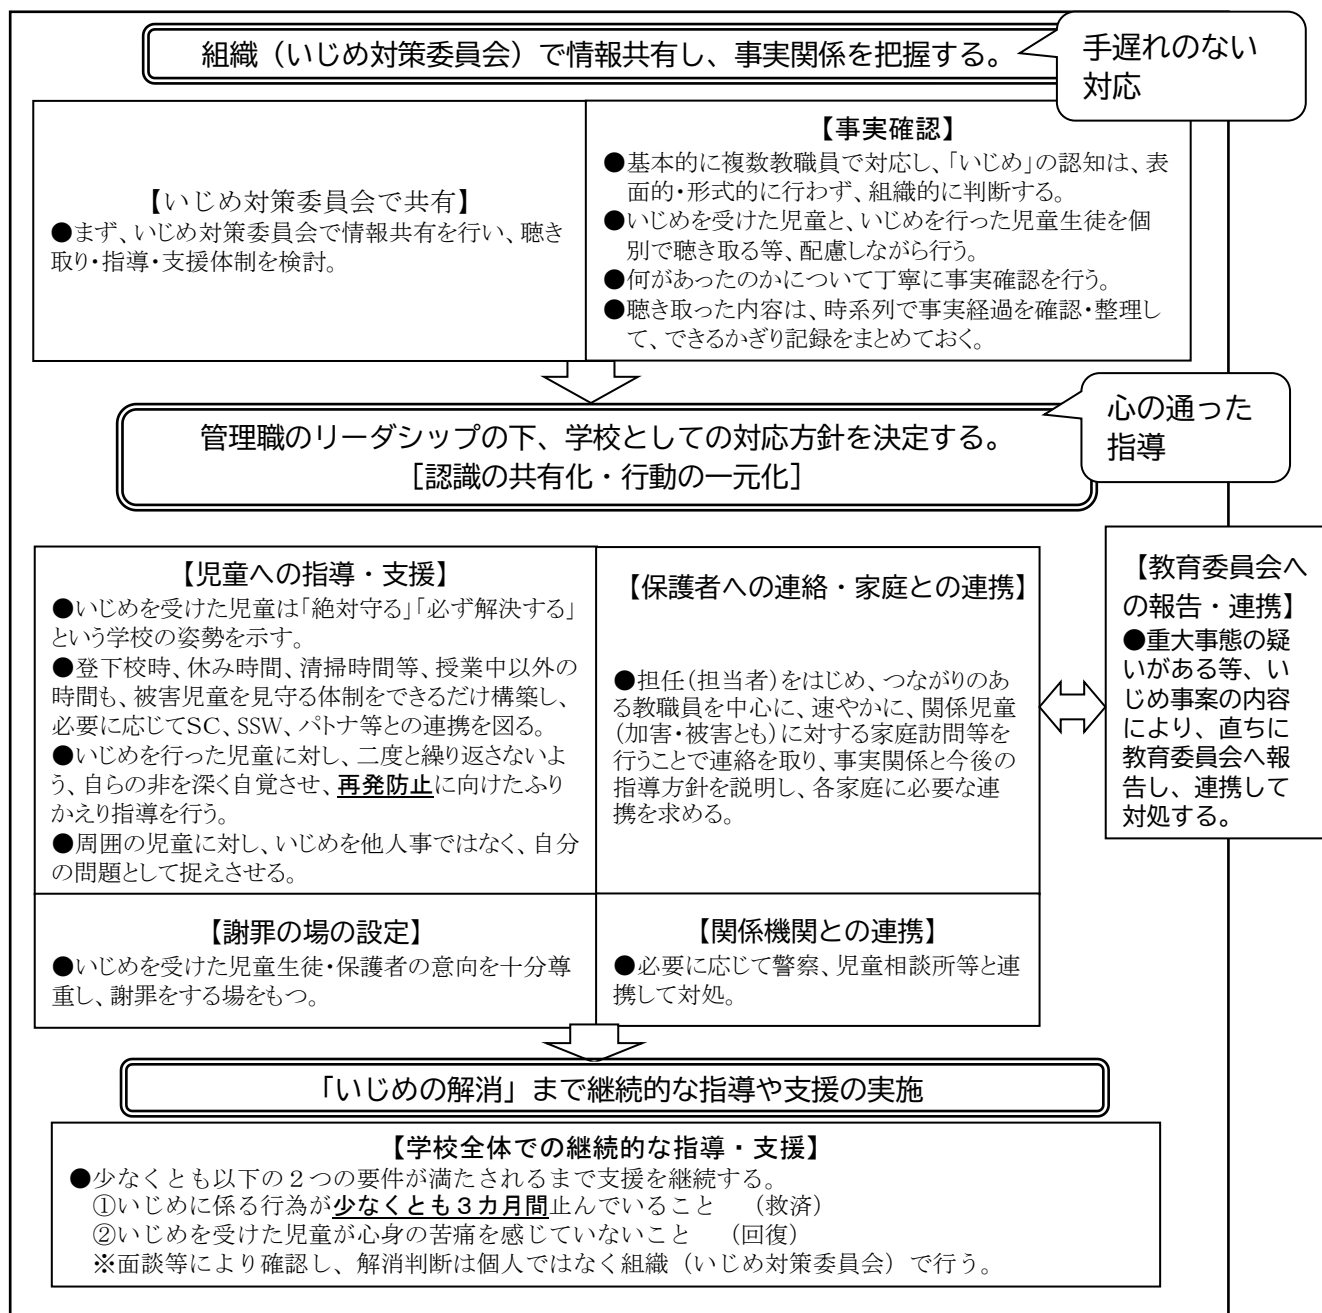 組織（いじめ対策委員会）で情報共有し、事実関係を把握する。
手遅れのない
対応
【いじめ対策委員会で共有】
●まず、いじめ対策委員会で情報共有を行い、聴き
取り・指導・支援体制を検討。
【事実確認】
●基本的に複数教職員で対応し、「いじめ」の認知は、表
面的・形式的に行わず、組織的に判断する。
●いじめを受けた児童と、いじめを行った児童生徒を個
別で聴き取る等、配慮しながら行う。
●何があったのかについて丁寧に事実確認を行う。
●聴き取った内容は、時系列で事実経過を確認・整理し
て、できるかぎり記録をまとめておく。
管理職のリーダシップの下、学校としての対応方針を決定する。
［認識の共有化・行動の一元化］
心の通った
指導
【児童への指導・支援】
●いじめを受けた児童は「絶対守る」「必ず解決する」
という学校の姿勢を示す。
●登下校時、休み時間、清掃時間等、授業中以外の
時間も、被害児童を見守る体制をできるだけ構築し、
必要に応じてSC、SSW、パトナ等との連携を図る。
●いじめを行った児童に対し、二度と繰り返さないよ
う、自らの非を深く自覚させ、再発防止に向けたふり
かえり指導を行う。
●周囲の児童に対し、いじめを他人事ではなく、自分
の問題として捉えさせる。
【保護者への連絡・家庭との連携】
●担任（担当者）をはじめ、つながりのあ
る教職員を中心に、速やかに、関係児童
（加害・被害とも）に対する家庭訪問等を
行うことで連絡を取り、事実関係と今後の
指導方針を説明し、各家庭に必要な連
携を求める。
【教育委員会へ
の報告・連携】
●重大事態の疑
いがある等、い
じめ事案の内容
により、直ちに
教育委員会へ報
告し、連携して
対処する。
【謝罪の場の設定】
●いじめを受けた児童生徒・保護者の意向を十分尊
重し、謝罪をする場をもつ。
【関係機関との連携】
●必要に応じて警察、児童相談所等と連
携して対処。
「いじめの解消」まで継続的な指導や支援の実施
【学校全体での継続的な指導・支援】
●少なくとも以下の２つの要件が満たされるまで支援を継続する。
①いじめに係る行為が少なくとも３カ月間止んでいること　（救済）
②いじめを受けた児童が心身の苦痛を感じていないこと　（回復）
※面談等により確認し、解消判断は個人ではなく組織（いじめ対策委員会）で行う。